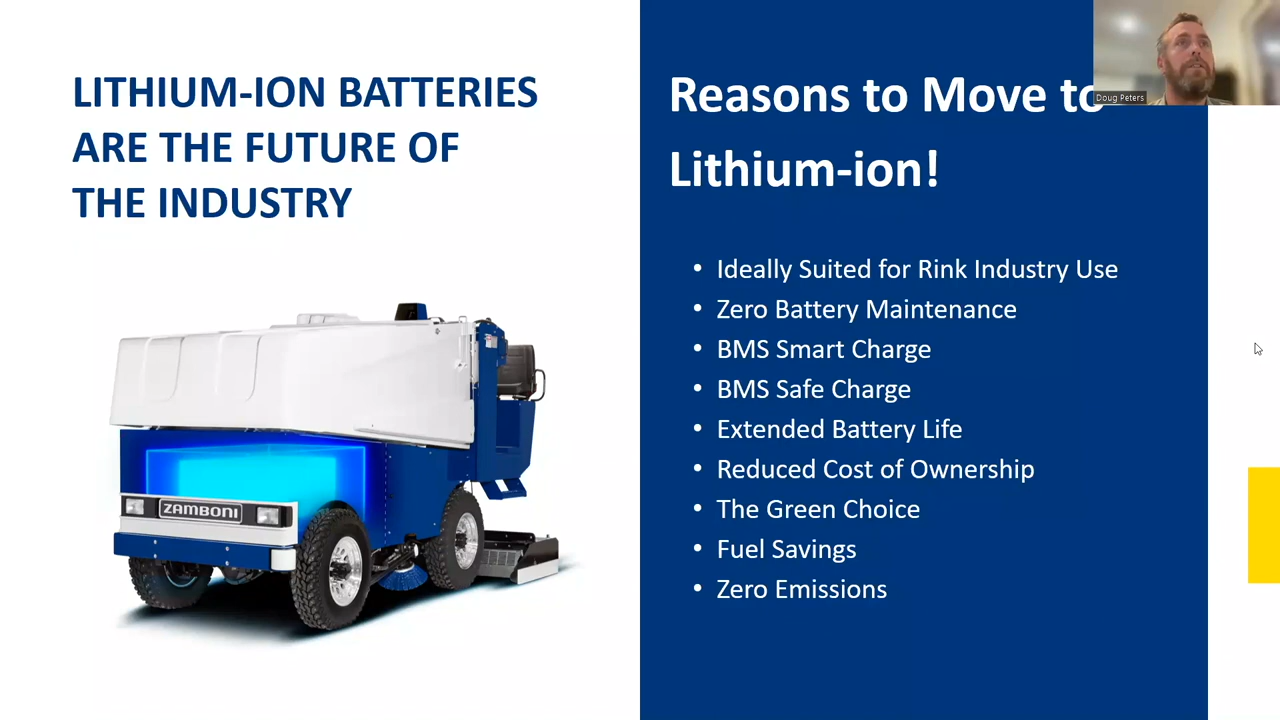 LITHIUM-ION BATTERIES
ARE THE FUTURE OF
THE INDUSTRY
ZAMBONI
Reasons to Move to
Lithium-ion!
• Ideally Suited for Rink Industry Use
• Zero Battery Maintenance
• BMS Smart Charge
• BMS Safe Charge
• Extended Battery Life
• Reduced Cost of Ownership
• The Green Choice
• Fuel Savings
• Zero Emissions
Doug Peters